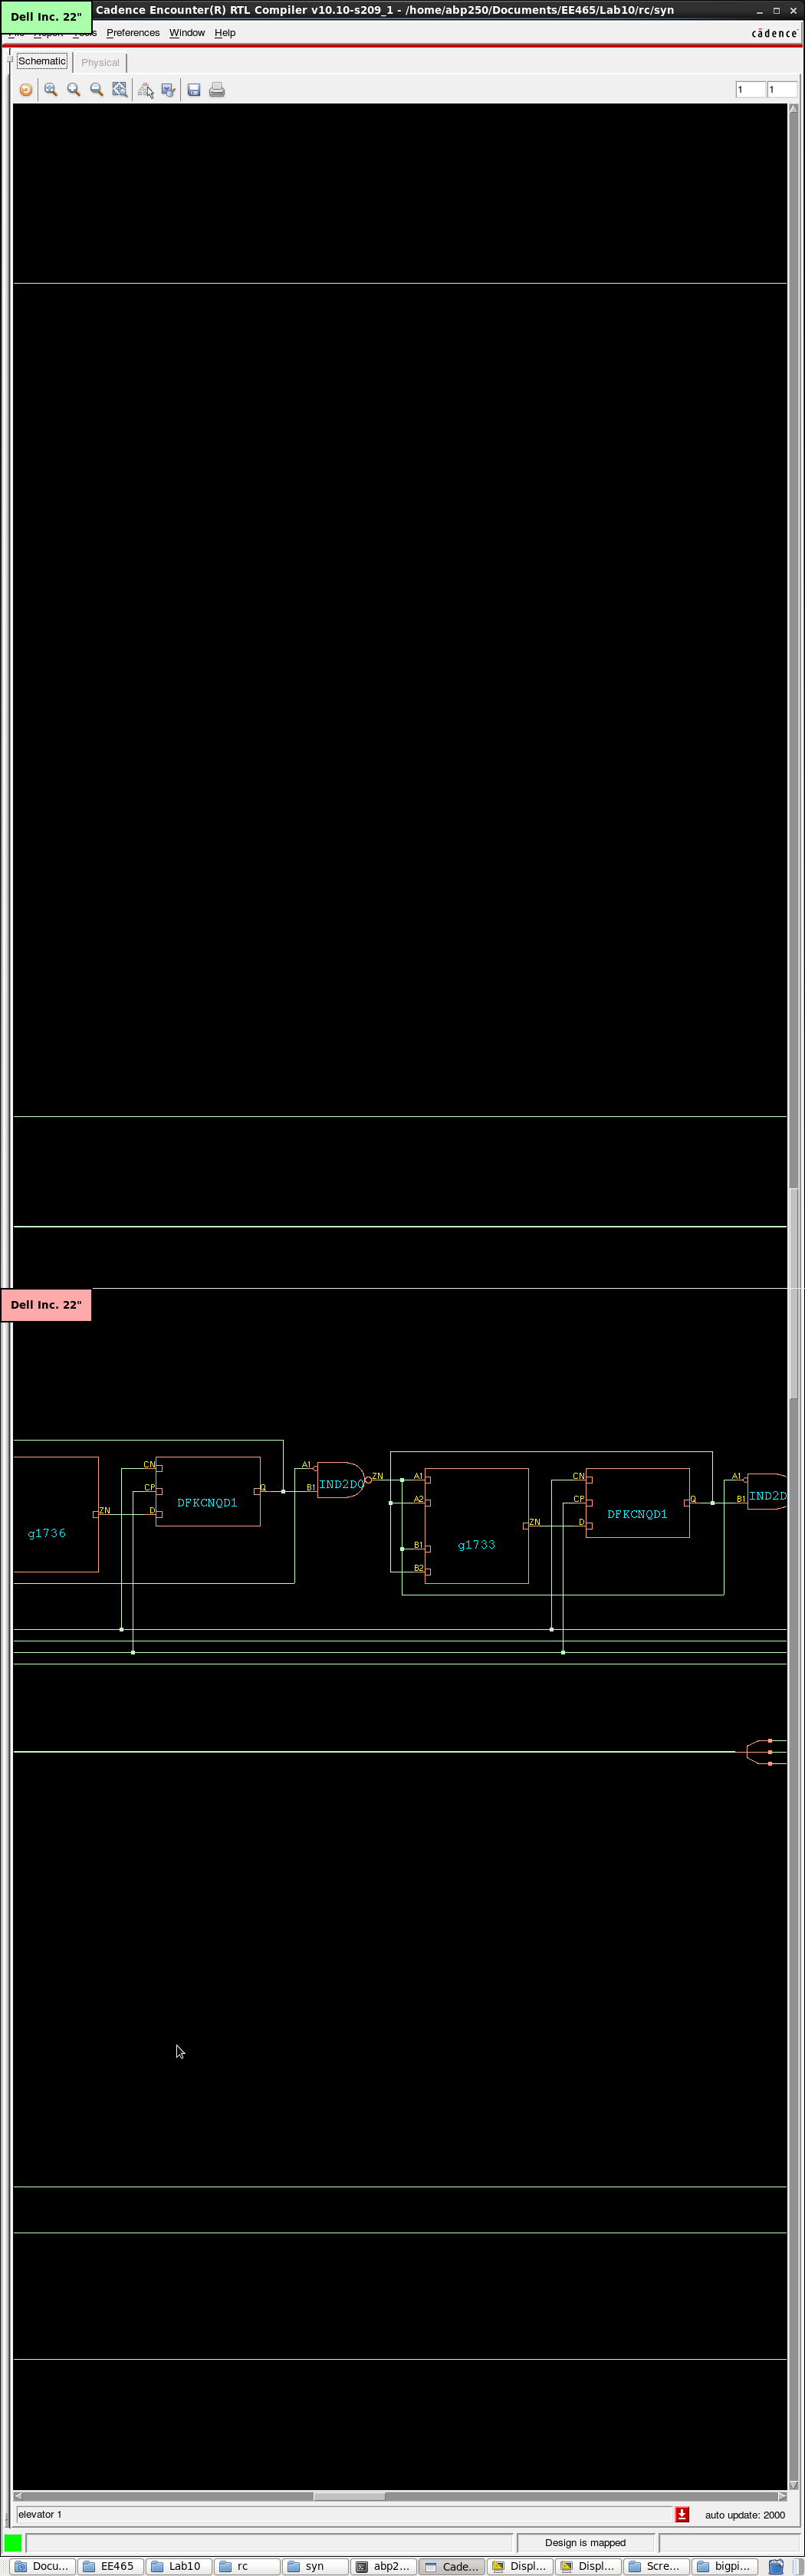 Dell Inc. 22"
Cadence Encounter(R) RTL Compiler v10.10-s209_1 - /home/abp250/Documents/EE465/Lab10/rc/syn
Preferences Window Help
cādence
Schematic Physical
1 1
Dell Inc. 22"
g1736 ZN
CN CP D DFKCNQD1 Q
A1 B1 IND2D0 ZN
A1 A2 B1 B2 g1733 ZN
CN CP D DFKCNQD1 Q
A1 B1 IND2D
elevator 1
auto update: 2000
Design is mapped
Docu... EE465 Lab10 rc syn abp2... Cade... Displ... Displ... Scre... bigpi...